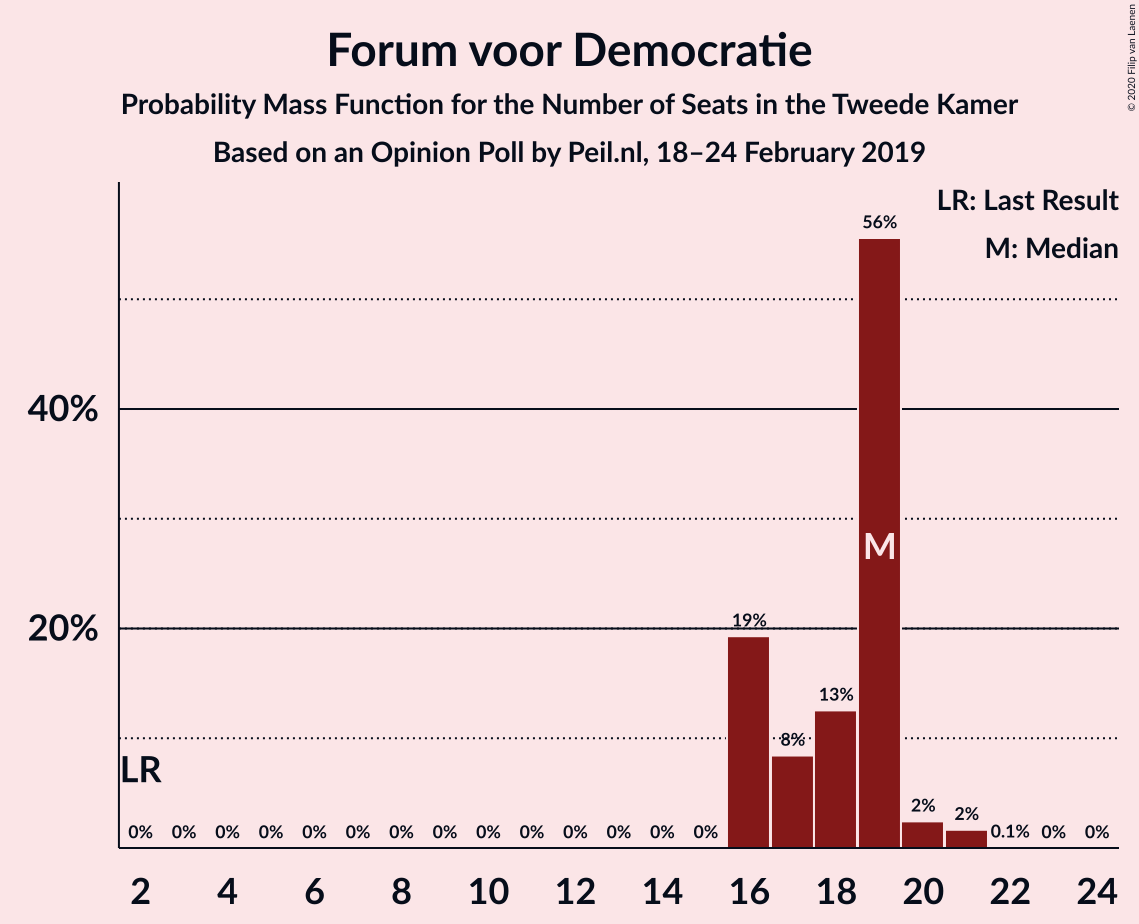 Forum voor Democratie
Probability Mass Function for the Number of Seats in the Tweede Kamer
Based on an Opinion Poll by Peil.nl, 18–24 February 2019
© 2020 Filip van Laenen
LR: Last Result
M: Median
56%
40%
M
20%
19%
13%
8%
LR
0% 0% 0% 0% 0% 0% 0% 0% 0% 0% 0% 0% 0% 0% 2% 2% 0.1% 0% 0%
2 4 6 8 10 12 14 16 18 20 22 24